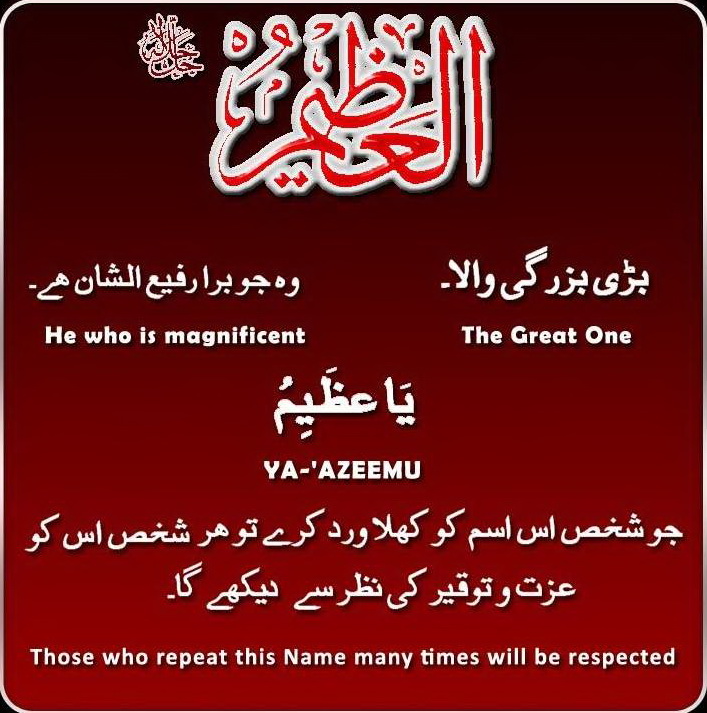 العظيم جل جلاله
بڑی بزرگی والا۔
وہ جو برا رفیع الشان ھے۔
The Great One
He who is magnificent
يَا عظَيِمُ
YA-'AZEEMU
جو شخص اس اسم کو کھلا ورد کرے تو ھر شخص اس کو
عزت و توقیر کی نظر سے دیکھے گا۔
Those who repeat this Name many times will be respected